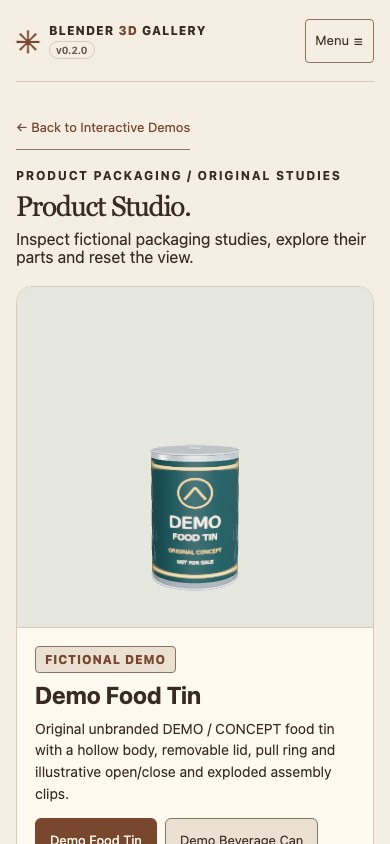 BLENDER 3D GALLERY
v0.2.0
Menu ≡
← Back to Interactive Demos
PRODUCT PACKAGING / ORIGINAL STUDIES
Product Studio.
Inspect fictional packaging studies, explore their
parts and reset the view.
DEMO
FOOD TIN
ORIGINAL CONCEPT
NOT FOR SALE
FICTIONAL DEMO
Demo Food Tin
Original unbranded DEMO / CONCEPT food tin
with a hollow body, removable lid, pull ring and
illustrative open/close and exploded assembly
clips.
Demo Food Tin
Demo Beverage Can